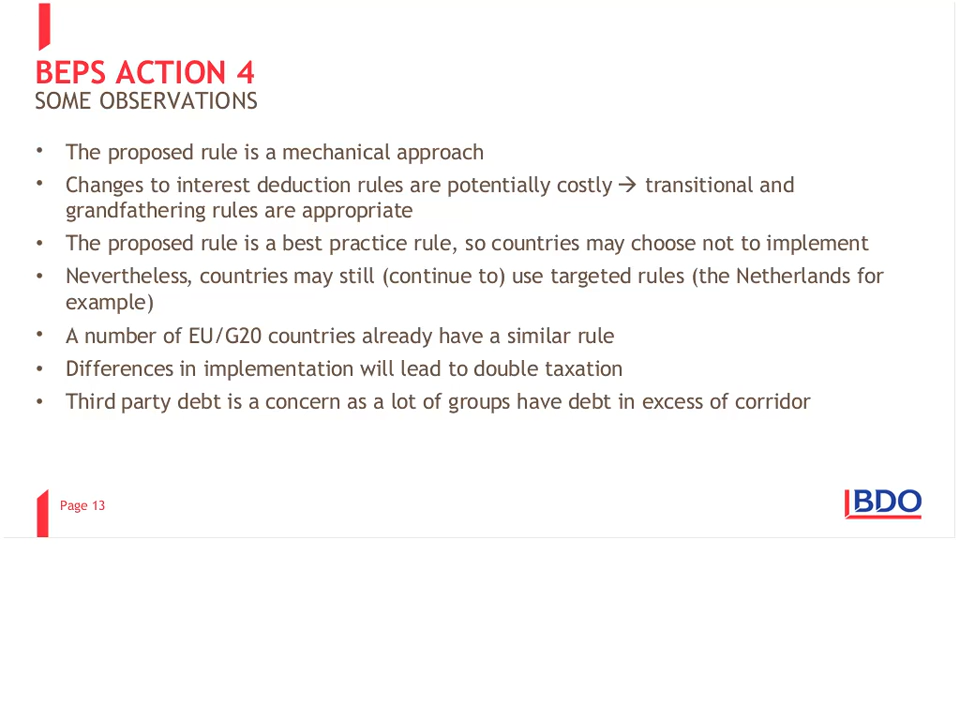 BEPS ACTION 4
SOME OBSERVATIONS
• The proposed rule is a mechanical approach
• Changes to interest deduction rules are potentially costly → transitional and
grandfathering rules are appropriate
• The proposed rule is a best practice rule, so countries may choose not to implement
• Nevertheless, countries may still (continue to) use targeted rules (the Netherlands for
example)
• A number of EU/G20 countries already have a similar rule
• Differences in implementation will lead to double taxation
• Third party debt is a concern as a lot of groups have debt in excess of corridor
Page 13
BDO